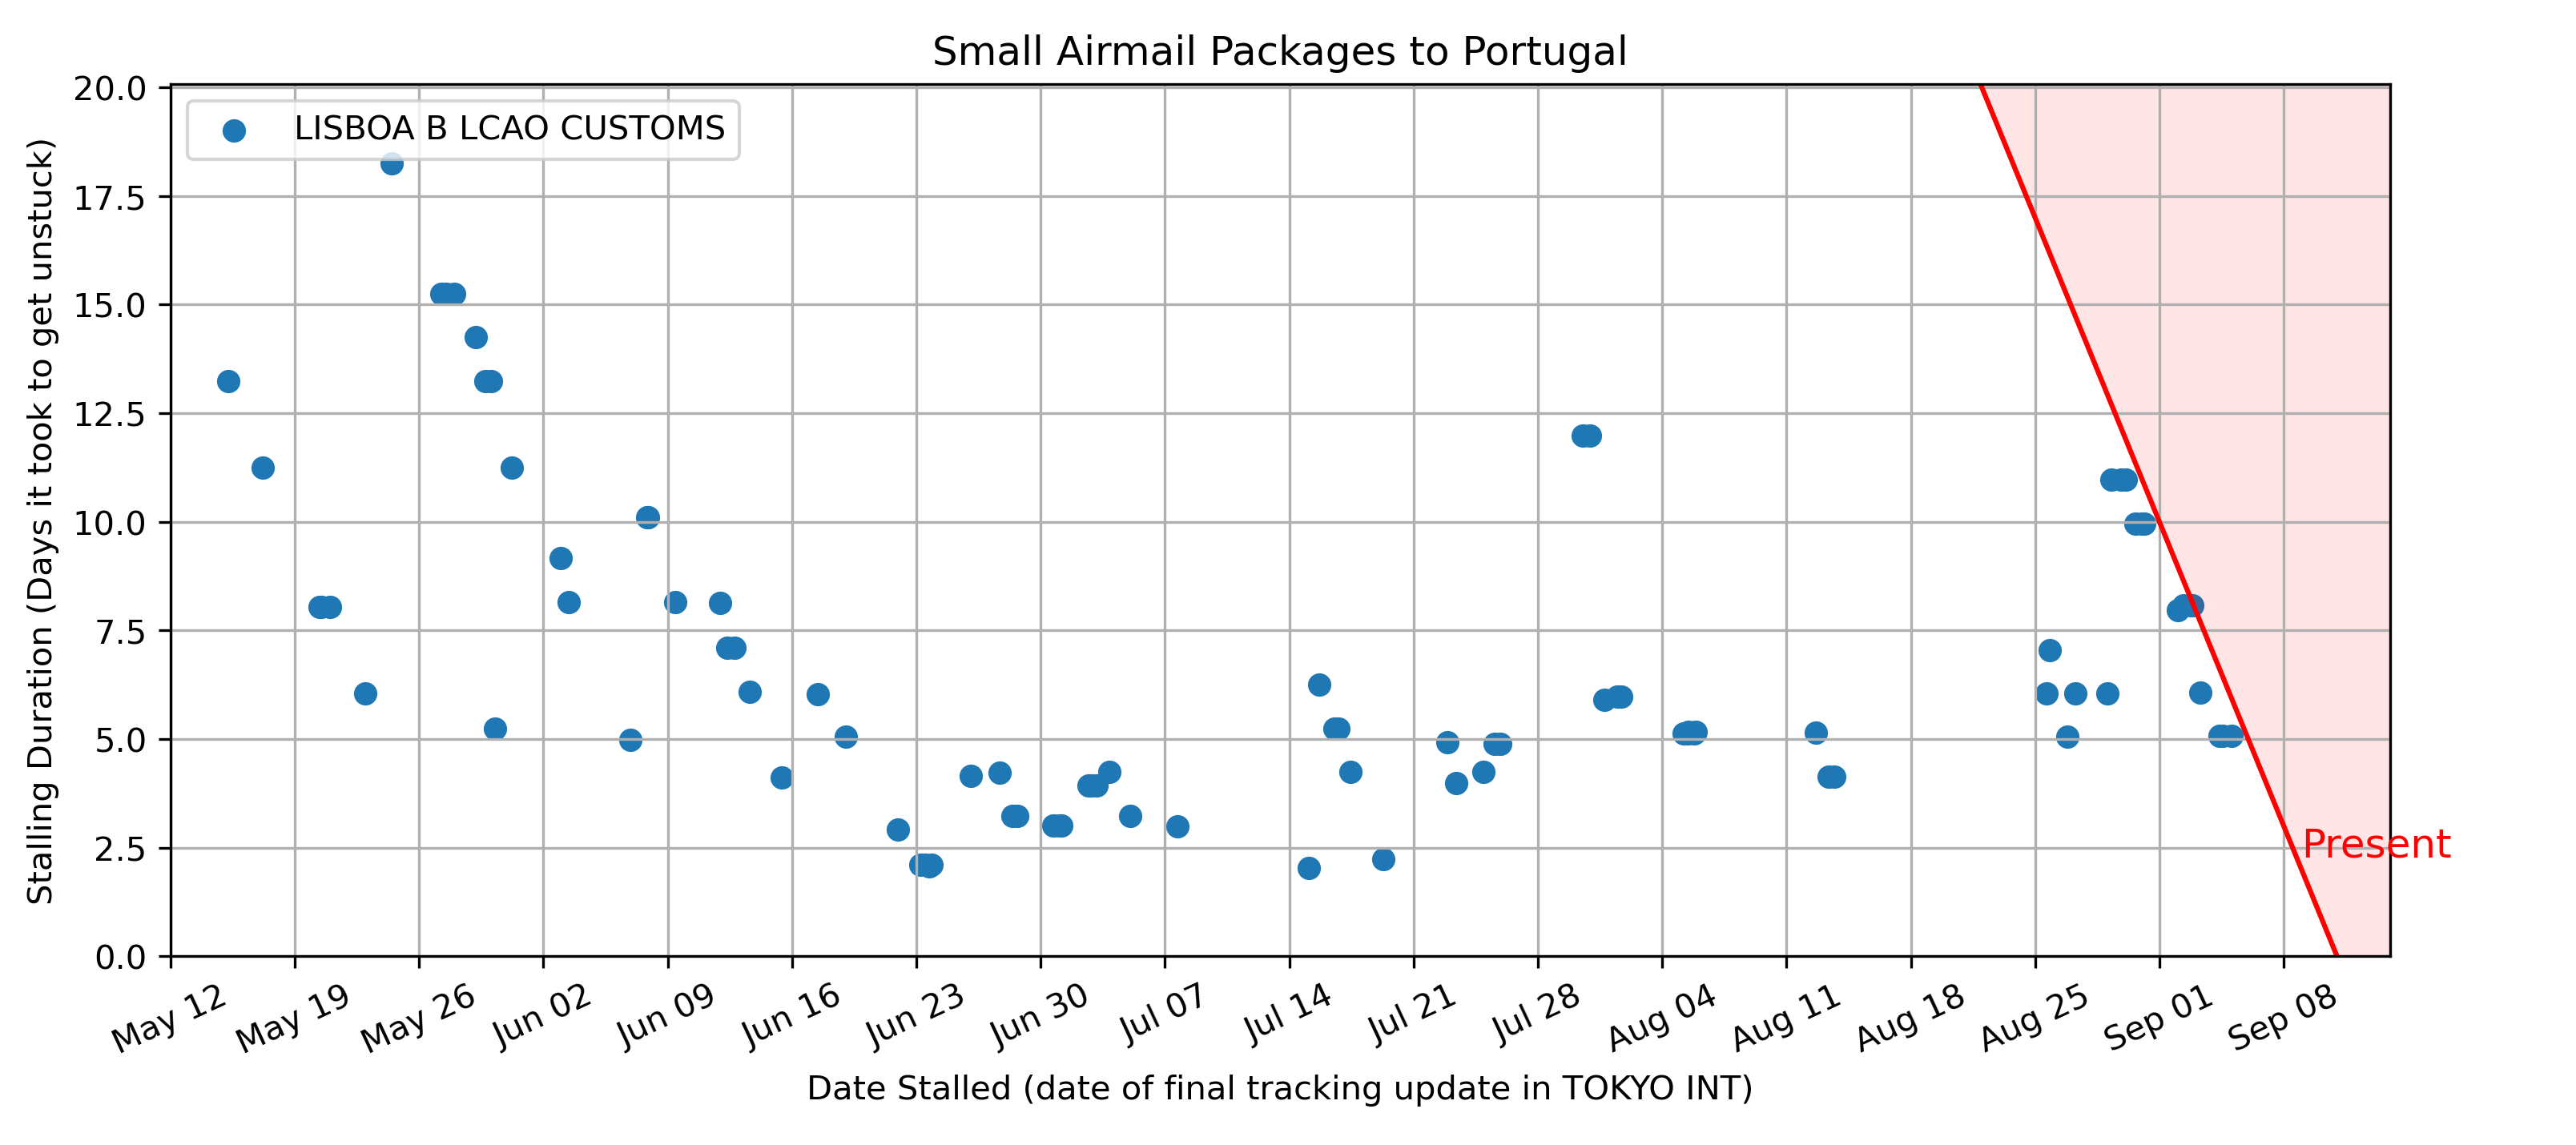 Small Airmail Packages to Portugal
LISBOA B LCAO CUSTOMS
Stalling Duration (Days it took to get unstuck)
20.0
17.5
15.0
12.5
10.0
7.5
5.0
2.5
0.0
Present
May 12
May 19
May 26
Jun 02
Jun 09
Jun 16
Jun 23
Jun 30
Jul 07
Jul 14
Jul 21
Jul 28
Aug 04
Aug 11
Aug 18
Aug 25
Sep 01
Sep 08
Date Stalled (date of final tracking update in TOKYO INT)